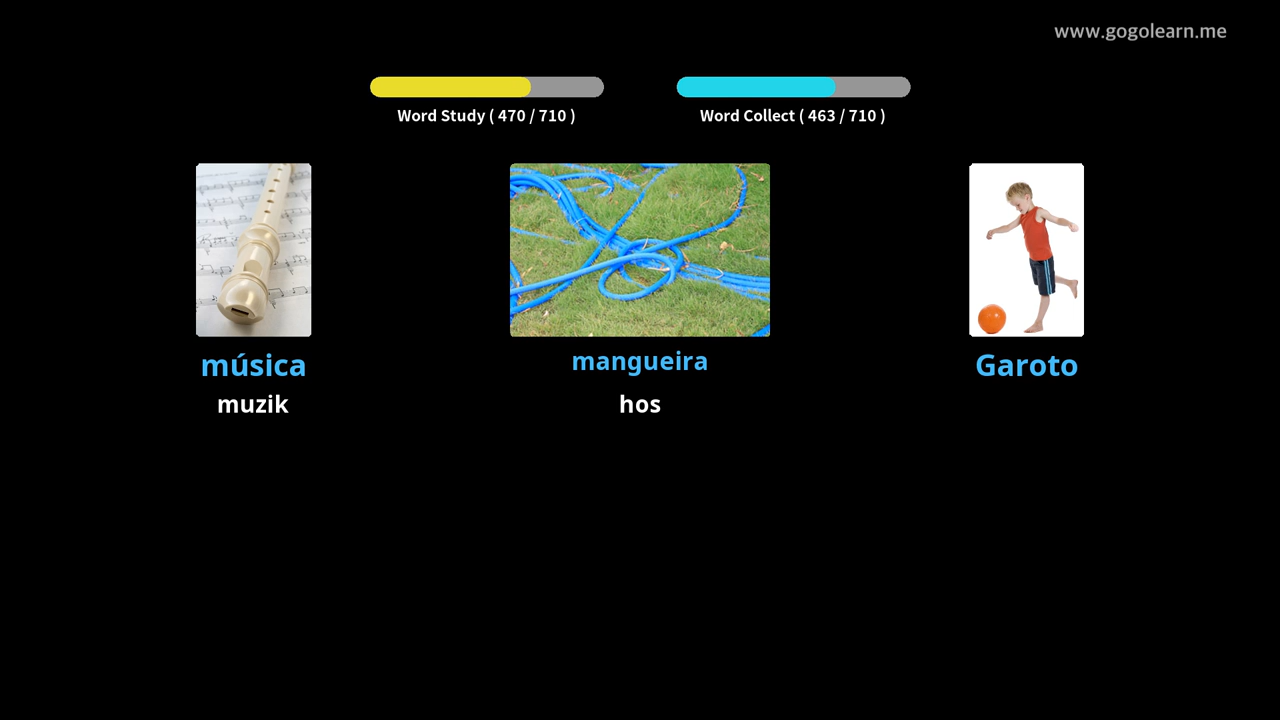 www.gogolearn.me
Word Study ( 470 / 710 )
Word Collect ( 463 / 710 )
música
mangueira
Garoto
muzik
hos